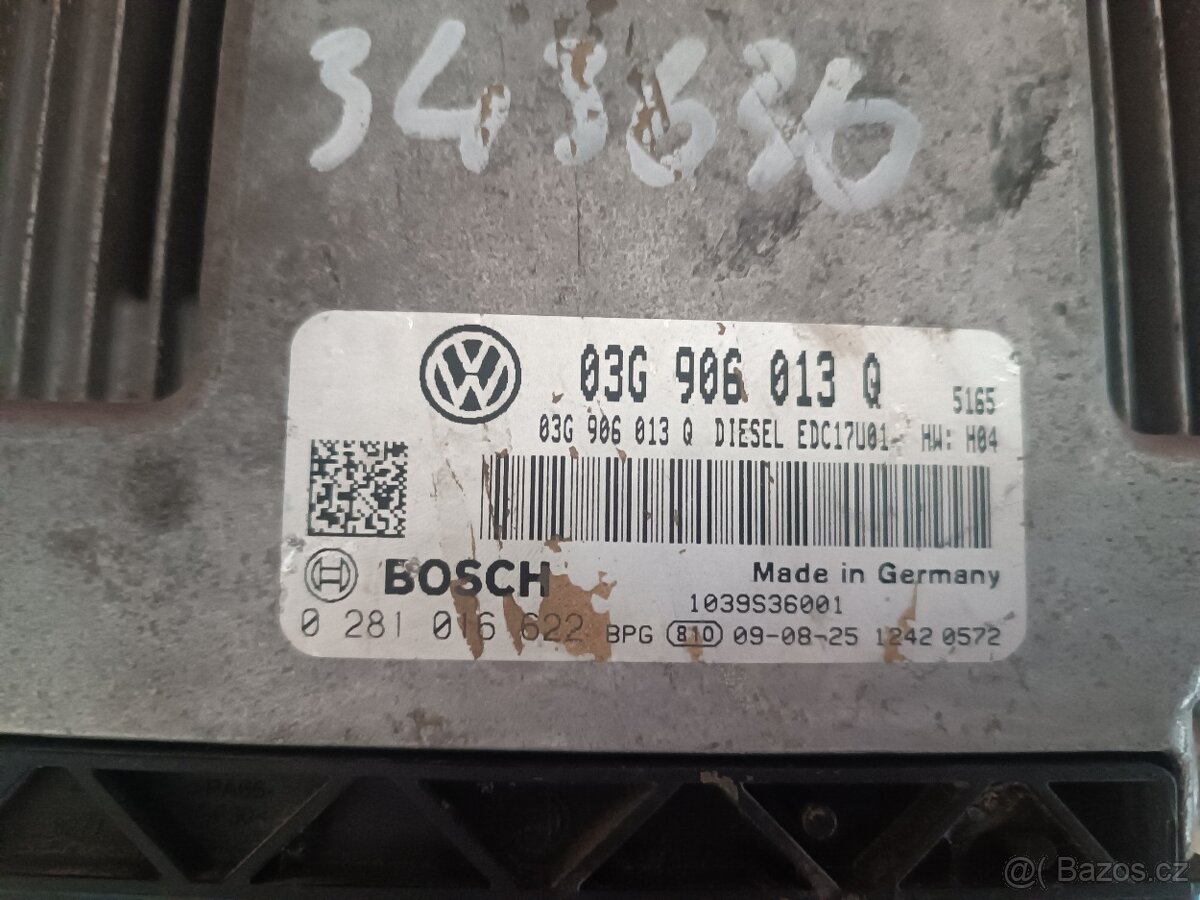 343636
03G 906 013 Q
5165
03G 906 013 Q DIESEL EDC17U01- HW: H04
BOSCH
Made in Germany
1039S36001
0 281 016 622 BPG 810 09-08-25 1242 0572
@( Bazos.cz